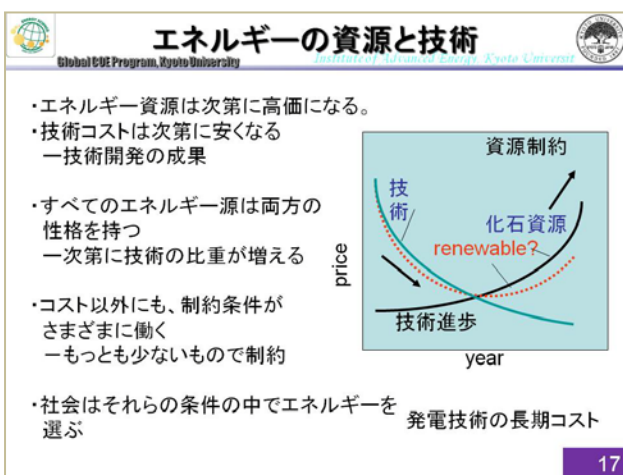 エネルギーの資源と技術
Global COE Program, Kyoto University
Institute of Advanced Energy, Kyoto Universit
・エネルギー資源は次第に高価になる。
・技術コストは次第に安くなる
ー技術開発の成果
・すべてのエネルギー源は両方の
性格を持つ
ー次第に技術の比重が増える
・コスト以外にも、制約条件が
さまざまに働く
－もっとも少ないもので制約
・社会はそれらの条件の中でエネルギーを
選ぶ
資源制約
技術
化石資源
renewable?
技術進歩
price
year
発電技術の長期コスト
17